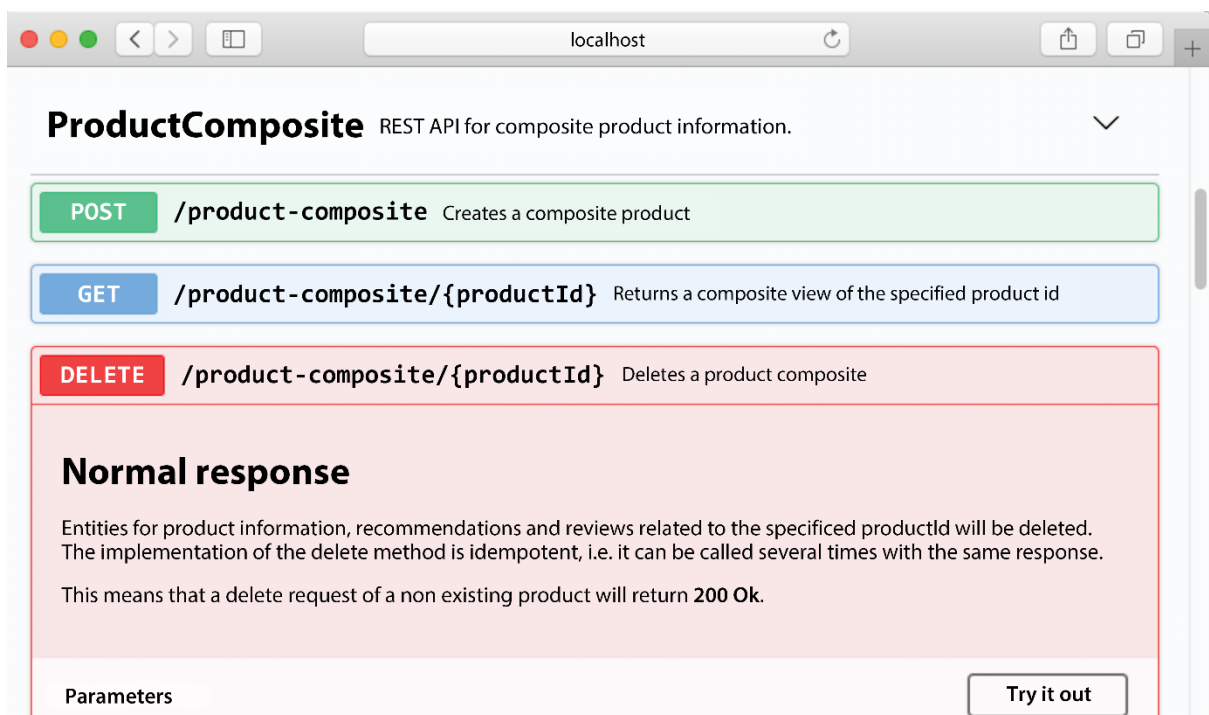 localhost
ProductComposite REST API for composite product information.
POST /product-composite Creates a composite product
GET /product-composite/{productId} Returns a composite view of the specified product id
DELETE /product-composite/{productId} Deletes a product composite
Normal response
Entities for product information, recommendations and reviews related to the specificed productId will be deleted.
The implementation of the delete method is idempotent, i.e. it can be called several times with the same response.
This means that a delete request of a non existing product will return 200 Ok.
Parameters Try it out